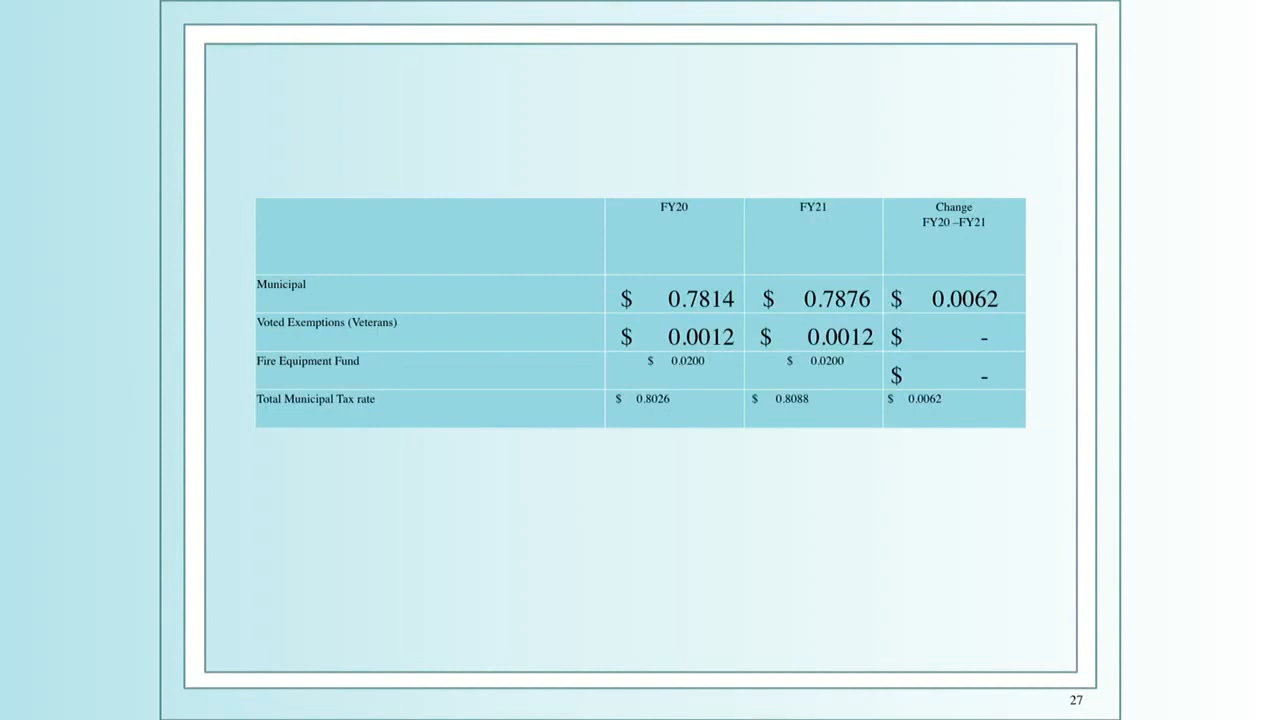 FY20 FY21 Change
FY20 –FY21
Municipal $ 0.7814 $ 0.7876 $ 0.0062
Voted Exemptions (Veterans) $ 0.0012 $ 0.0012 $ -
Fire Equipment Fund $ 0.0200 $ 0.0200 $ -
Total Municipal Tax rate $ 0.8026 $ 0.8088 $ 0.0062
27